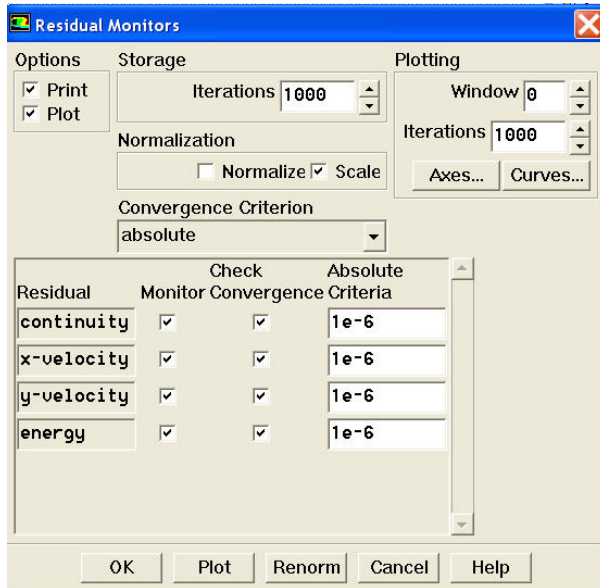 Residual Monitors
Options
Print
Plot
Storage
Iterations 1000
Normalization
Normalize Scale
Convergence Criterion
absolute
Plotting
Window 0
Iterations 1000
Axes... Curves...
Check Absolute
Residual Monitor Convergence Criteria
continuity 1e-6
x-velocity 1e-6
y-velocity 1e-6
energy 1e-6
OK Plot Renorm Cancel Help